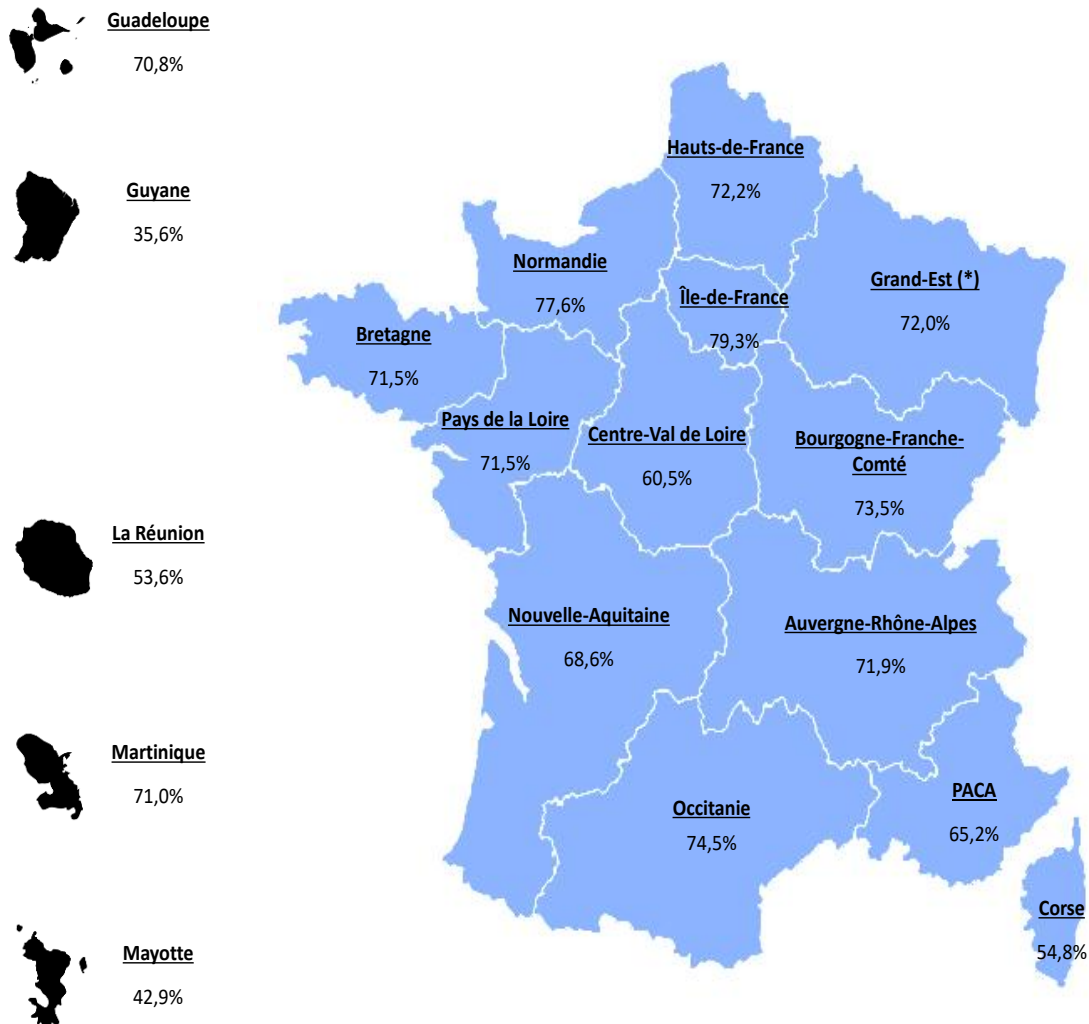 Guadeloupe
70,8%
Guyane
35,6%
La Réunion
53,6%
Martinique
71,0%
Mayotte
42,9%
Hauts-de-France
72,2%
Normandie
77,6%
Île-de-France
79,3%
Grand-Est (*)
72,0%
Bretagne
71,5%
Pays de la Loire
71,5%
Centre-Val de Loire
60,5%
Bourgogne-Franche-
Comté
73,5%
Nouvelle-Aquitaine
68,6%
Auvergne-Rhône-Alpes
71,9%
Occitanie
74,5%
PACA
65,2%
Corse
54,8%